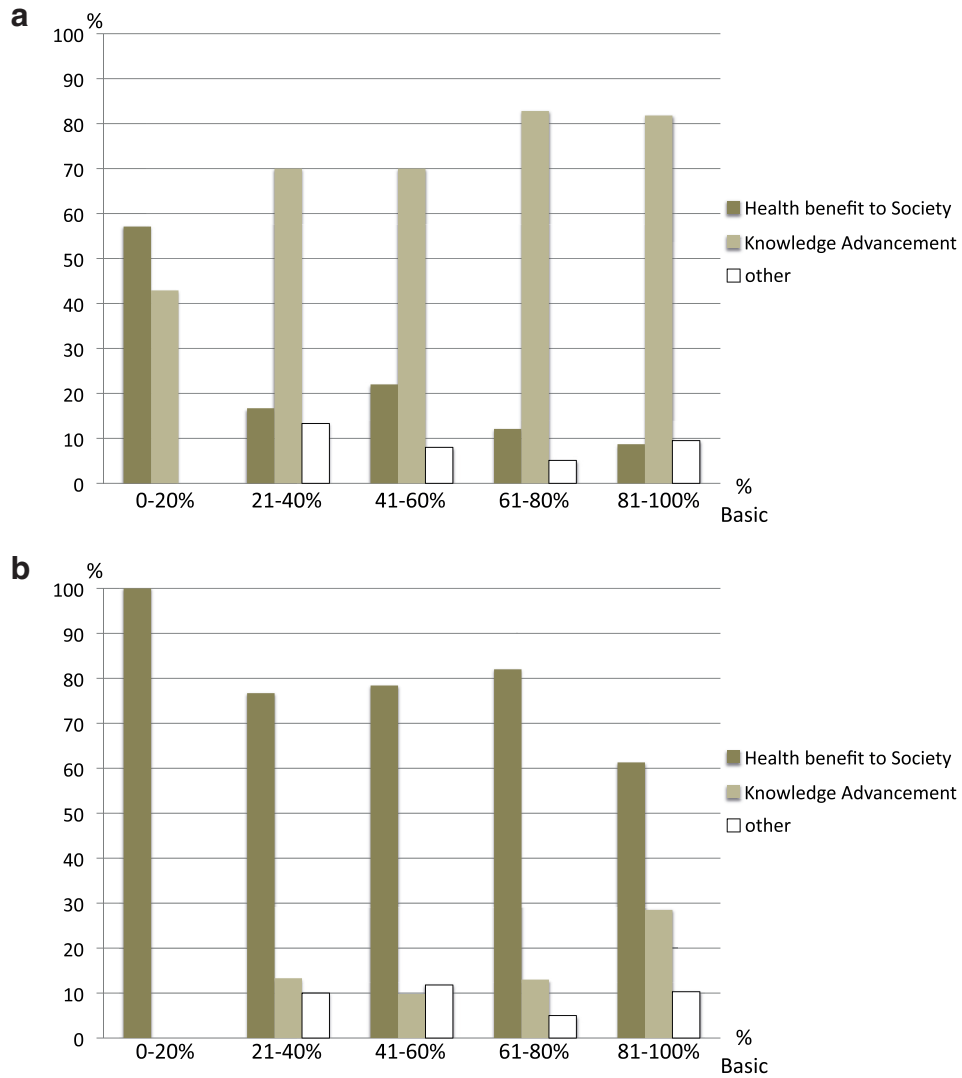 a
%
100
90
80
70
60
50
40
30
20
10
0
0-20% 21-40% 41-60% 61-80% 81-100%
%
Basic
Health benefit to Society
Knowledge Advancement
other
b
%
100
90
80
70
60
50
40
30
20
10
0
0-20% 21-40% 41-60% 61-80% 81-100%
%
Basic
Health benefit to Society
Knowledge Advancement
other